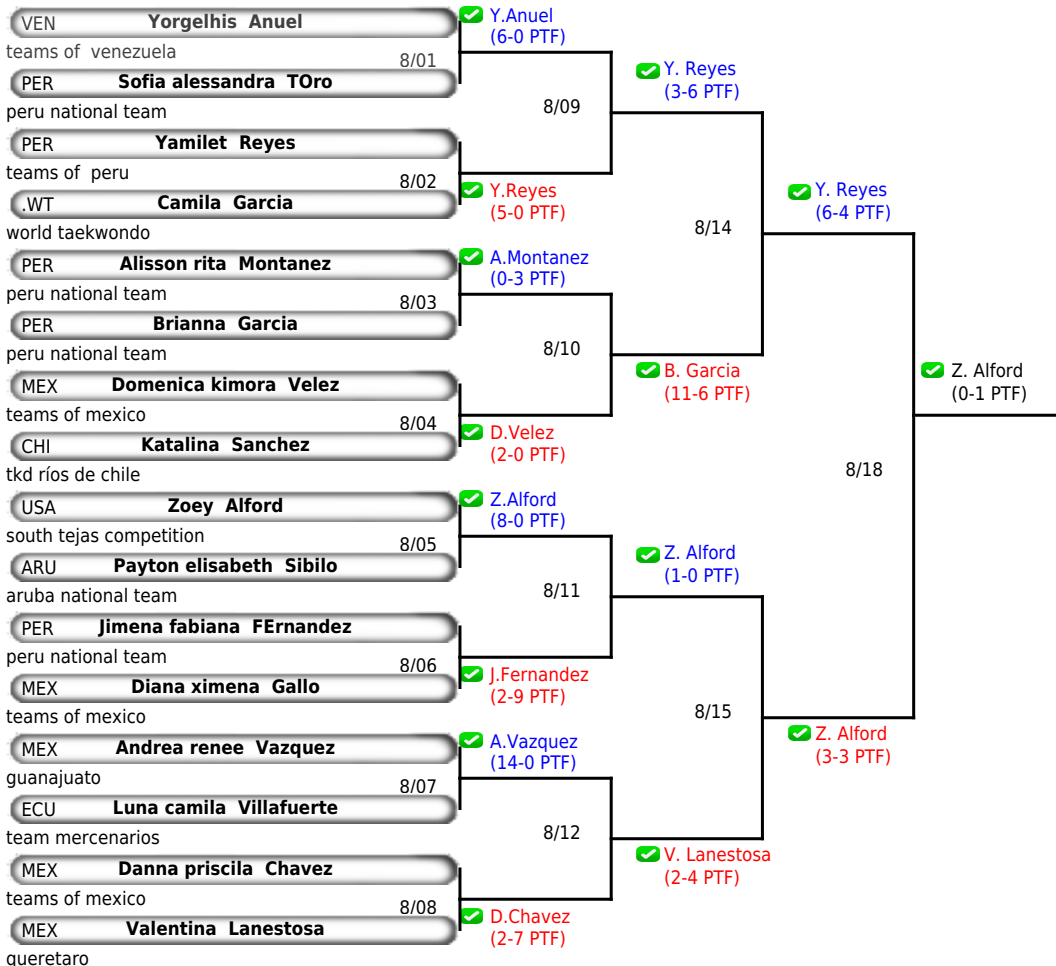 VEN Yorgelhis Anuel
teams of venezuela
8/01
PER Sofia alessandra TOro
peru national team
PER Yamilet Reyes
teams of peru
8/02
.WT Camila Garcia
world taekwondo
PER Alisson rita Montanez
peru national team
8/03
PER Brianna Garcia
peru national team
MEX Domenica kimora Velez
teams of mexico
8/04
CHI Katalina Sanchez
tkd ríos de chile
USA Zoey Alford
south tejas competition
8/05
ARU Payton elisabeth Sibilo
aruba national team
PER Jimena fabiana FErnandez
peru national team
8/06
MEX Diana ximena Gallo
teams of mexico
MEX Andrea renee Vazquez
guanajuato
8/07
ECU Luna camila Villafuerte
team mercenarios
MEX Danna priscila Chavez
teams of mexico
8/08
MEX Valentina Lanestosa
queretaro
Y.Anuel
(6-0 PTF)
8/09
Y.Reyes
(5-0 PTF)
A.Montanez
(0-3 PTF)
8/10
D.Velez
(2-0 PTF)
Z.Alford
(8-0 PTF)
8/11
J.Fernandez
(2-9 PTF)
A.Vazquez
(14-0 PTF)
8/12
D.Chavez
(2-7 PTF)
Y. Reyes
(3-6 PTF)
8/14
B. Garcia
(11-6 PTF)
Z. Alford
(1-0 PTF)
8/15
V. Lanestosa
(2-4 PTF)
Y. Reyes
(6-4 PTF)
8/18
Z. Alford
(3-3 PTF)
Z. Alford
(0-1 PTF)